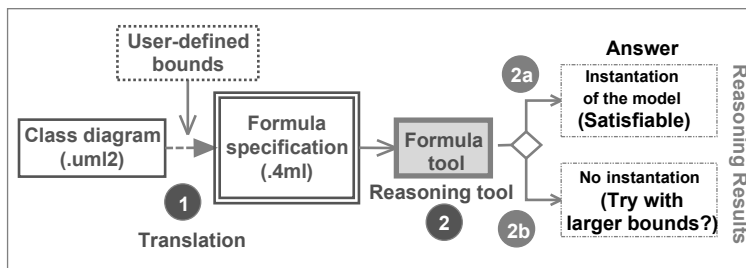 User-defined
bounds
Class diagram
(.uml2)
1
Translation
Formula
specification
(.4ml)
Formula
tool
Reasoning tool
2
2a
2b
Answer
Instantation
of the model
(Satisfiable)
No instantation
(Try with
larger bounds?)
Reasoning Results